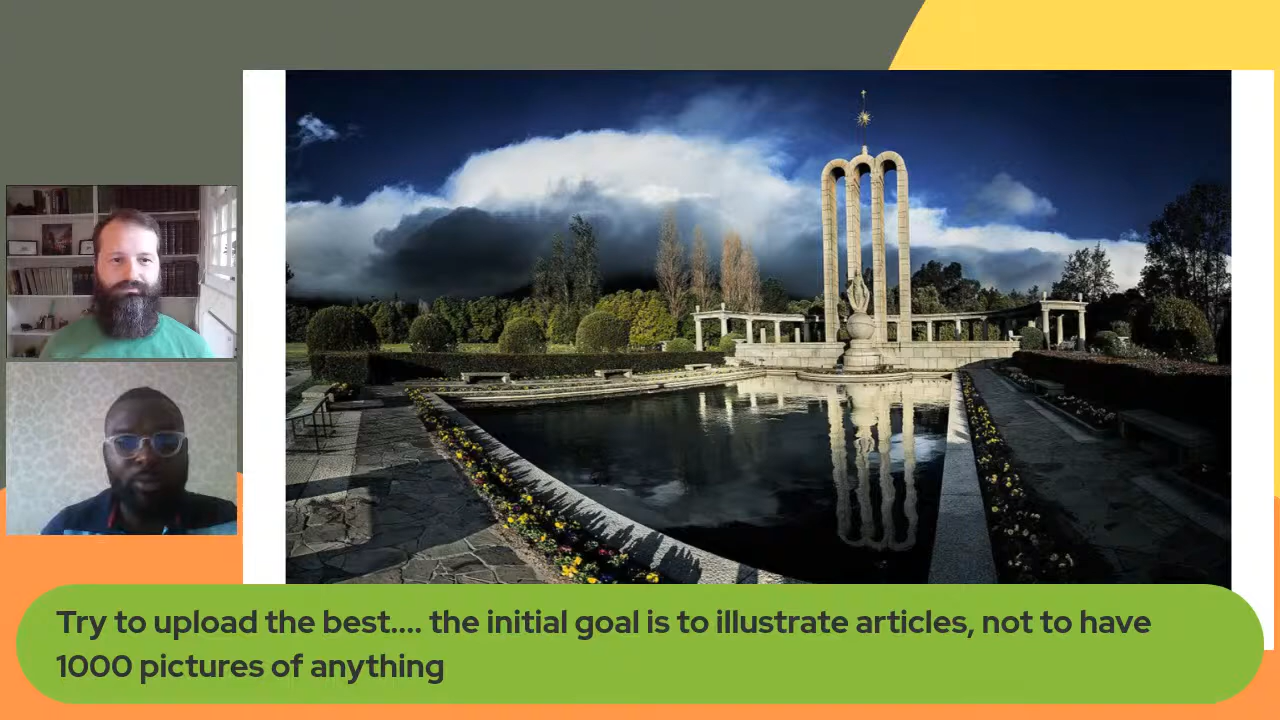 Try to upload the best.... the initial goal is to illustrate articles, not to have
1000 pictures of anything